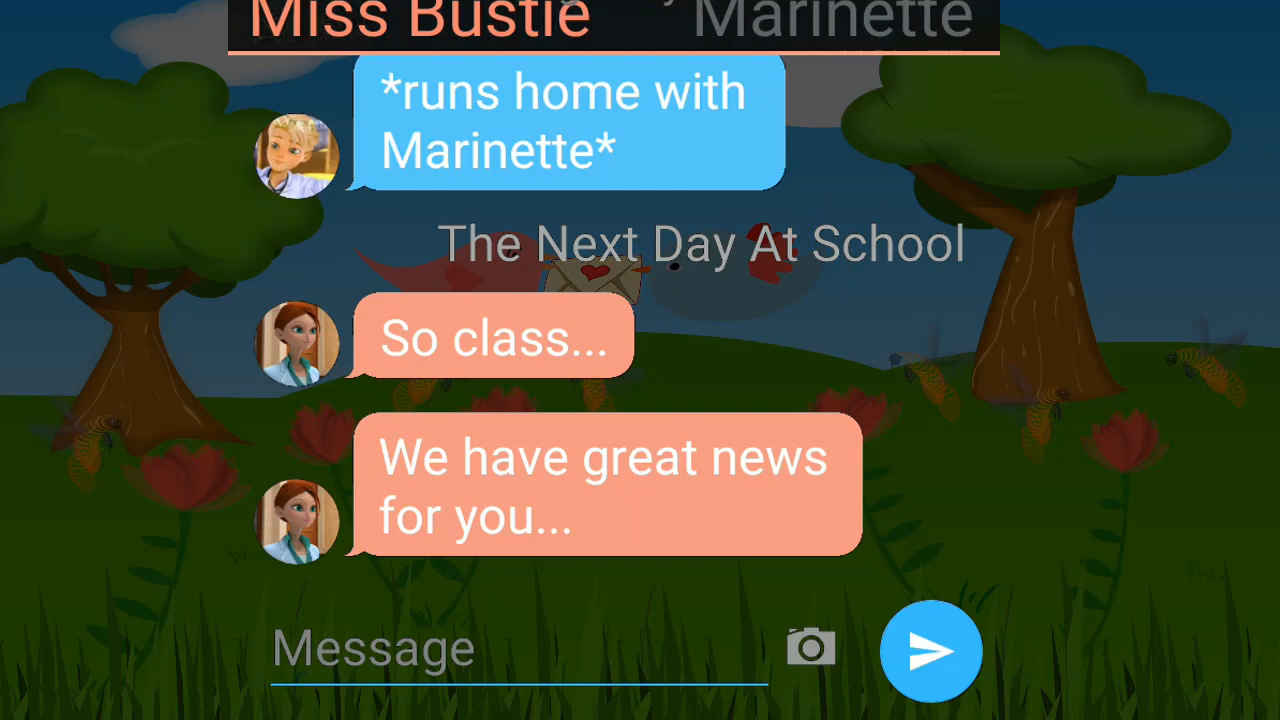 Miss Bustie Marinette
*runs home with
Marinette*
The Next Day At School
So class...
We have great news
for you...
Message